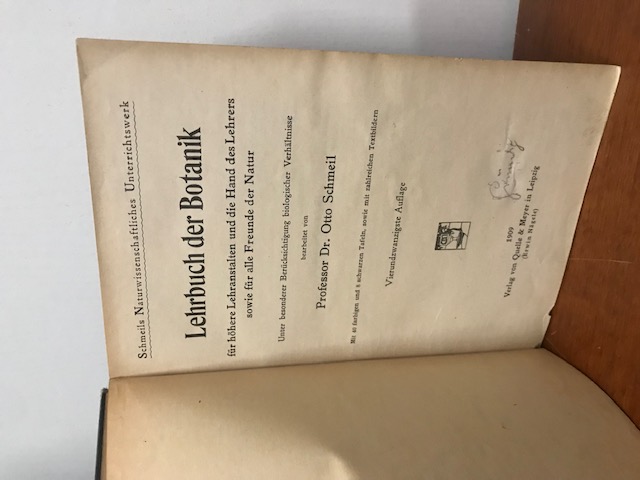 Schmeils Naturwissenschaftliches Unterrichtswerk
Lehrbuch der Botanik
für höhere Lehranstalten und die Hand des Lehrers
sowie für alle Freunde der Natur
Unter besonderer Berücksichtigung biologischer Verhältnisse
bearbeitet von
Professor Dr. Otto Schmeil
Mit 40 farbigen und 8 schwarzen Tafeln, sowie mit zahlreichen Textbildern
Vierundzwanzigste Auflage
1909
Verlag von Quelle & Meyer in Leipzig
(Erwin Nägele)